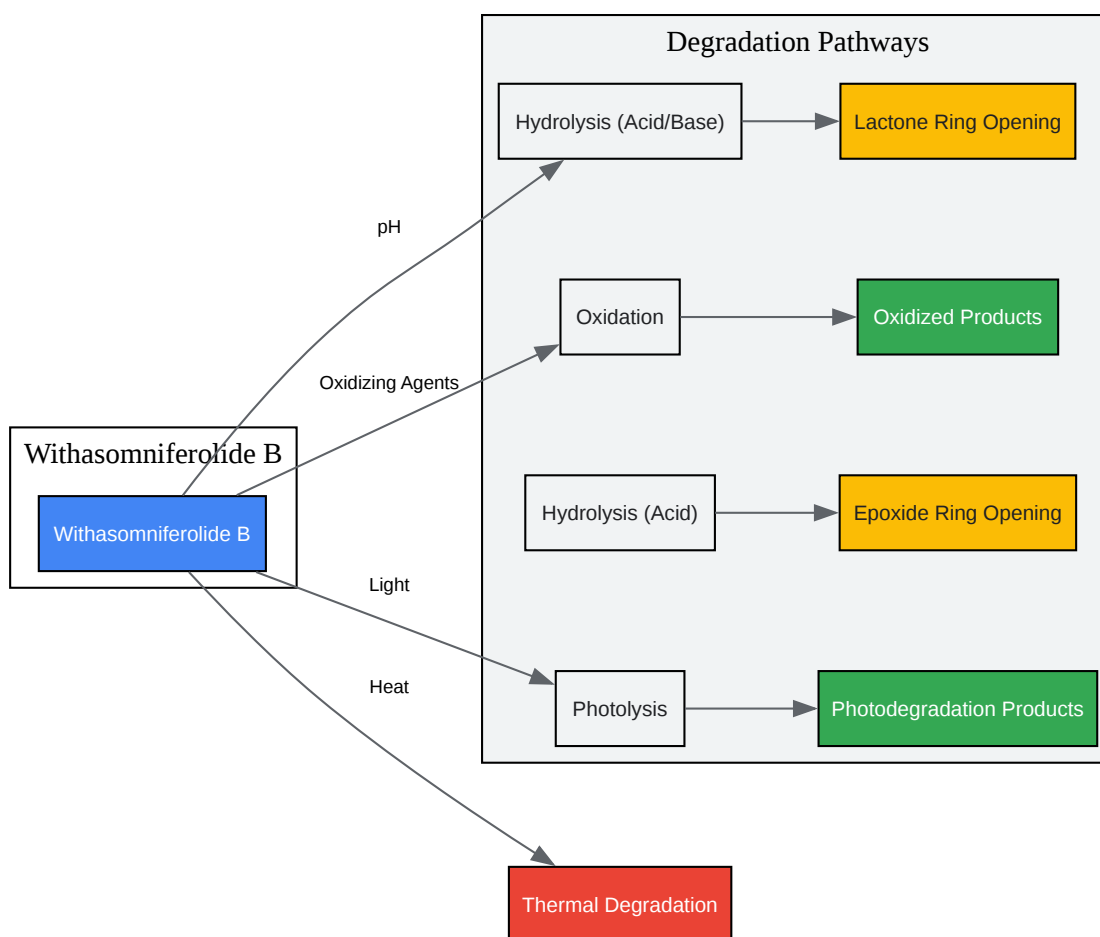 Degradation Pathways
Hydrolysis (Acid/Base)
Lactone Ring Opening
pH
Oxidation
Oxidized Products
Oxidizing Agents
Withasomniferolide B
Withasomniferolide B
Hydrolysis (Acid)
Epoxide Ring Opening
Light
Heat
Photolysis
Photodegradation Products
Thermal Degradation